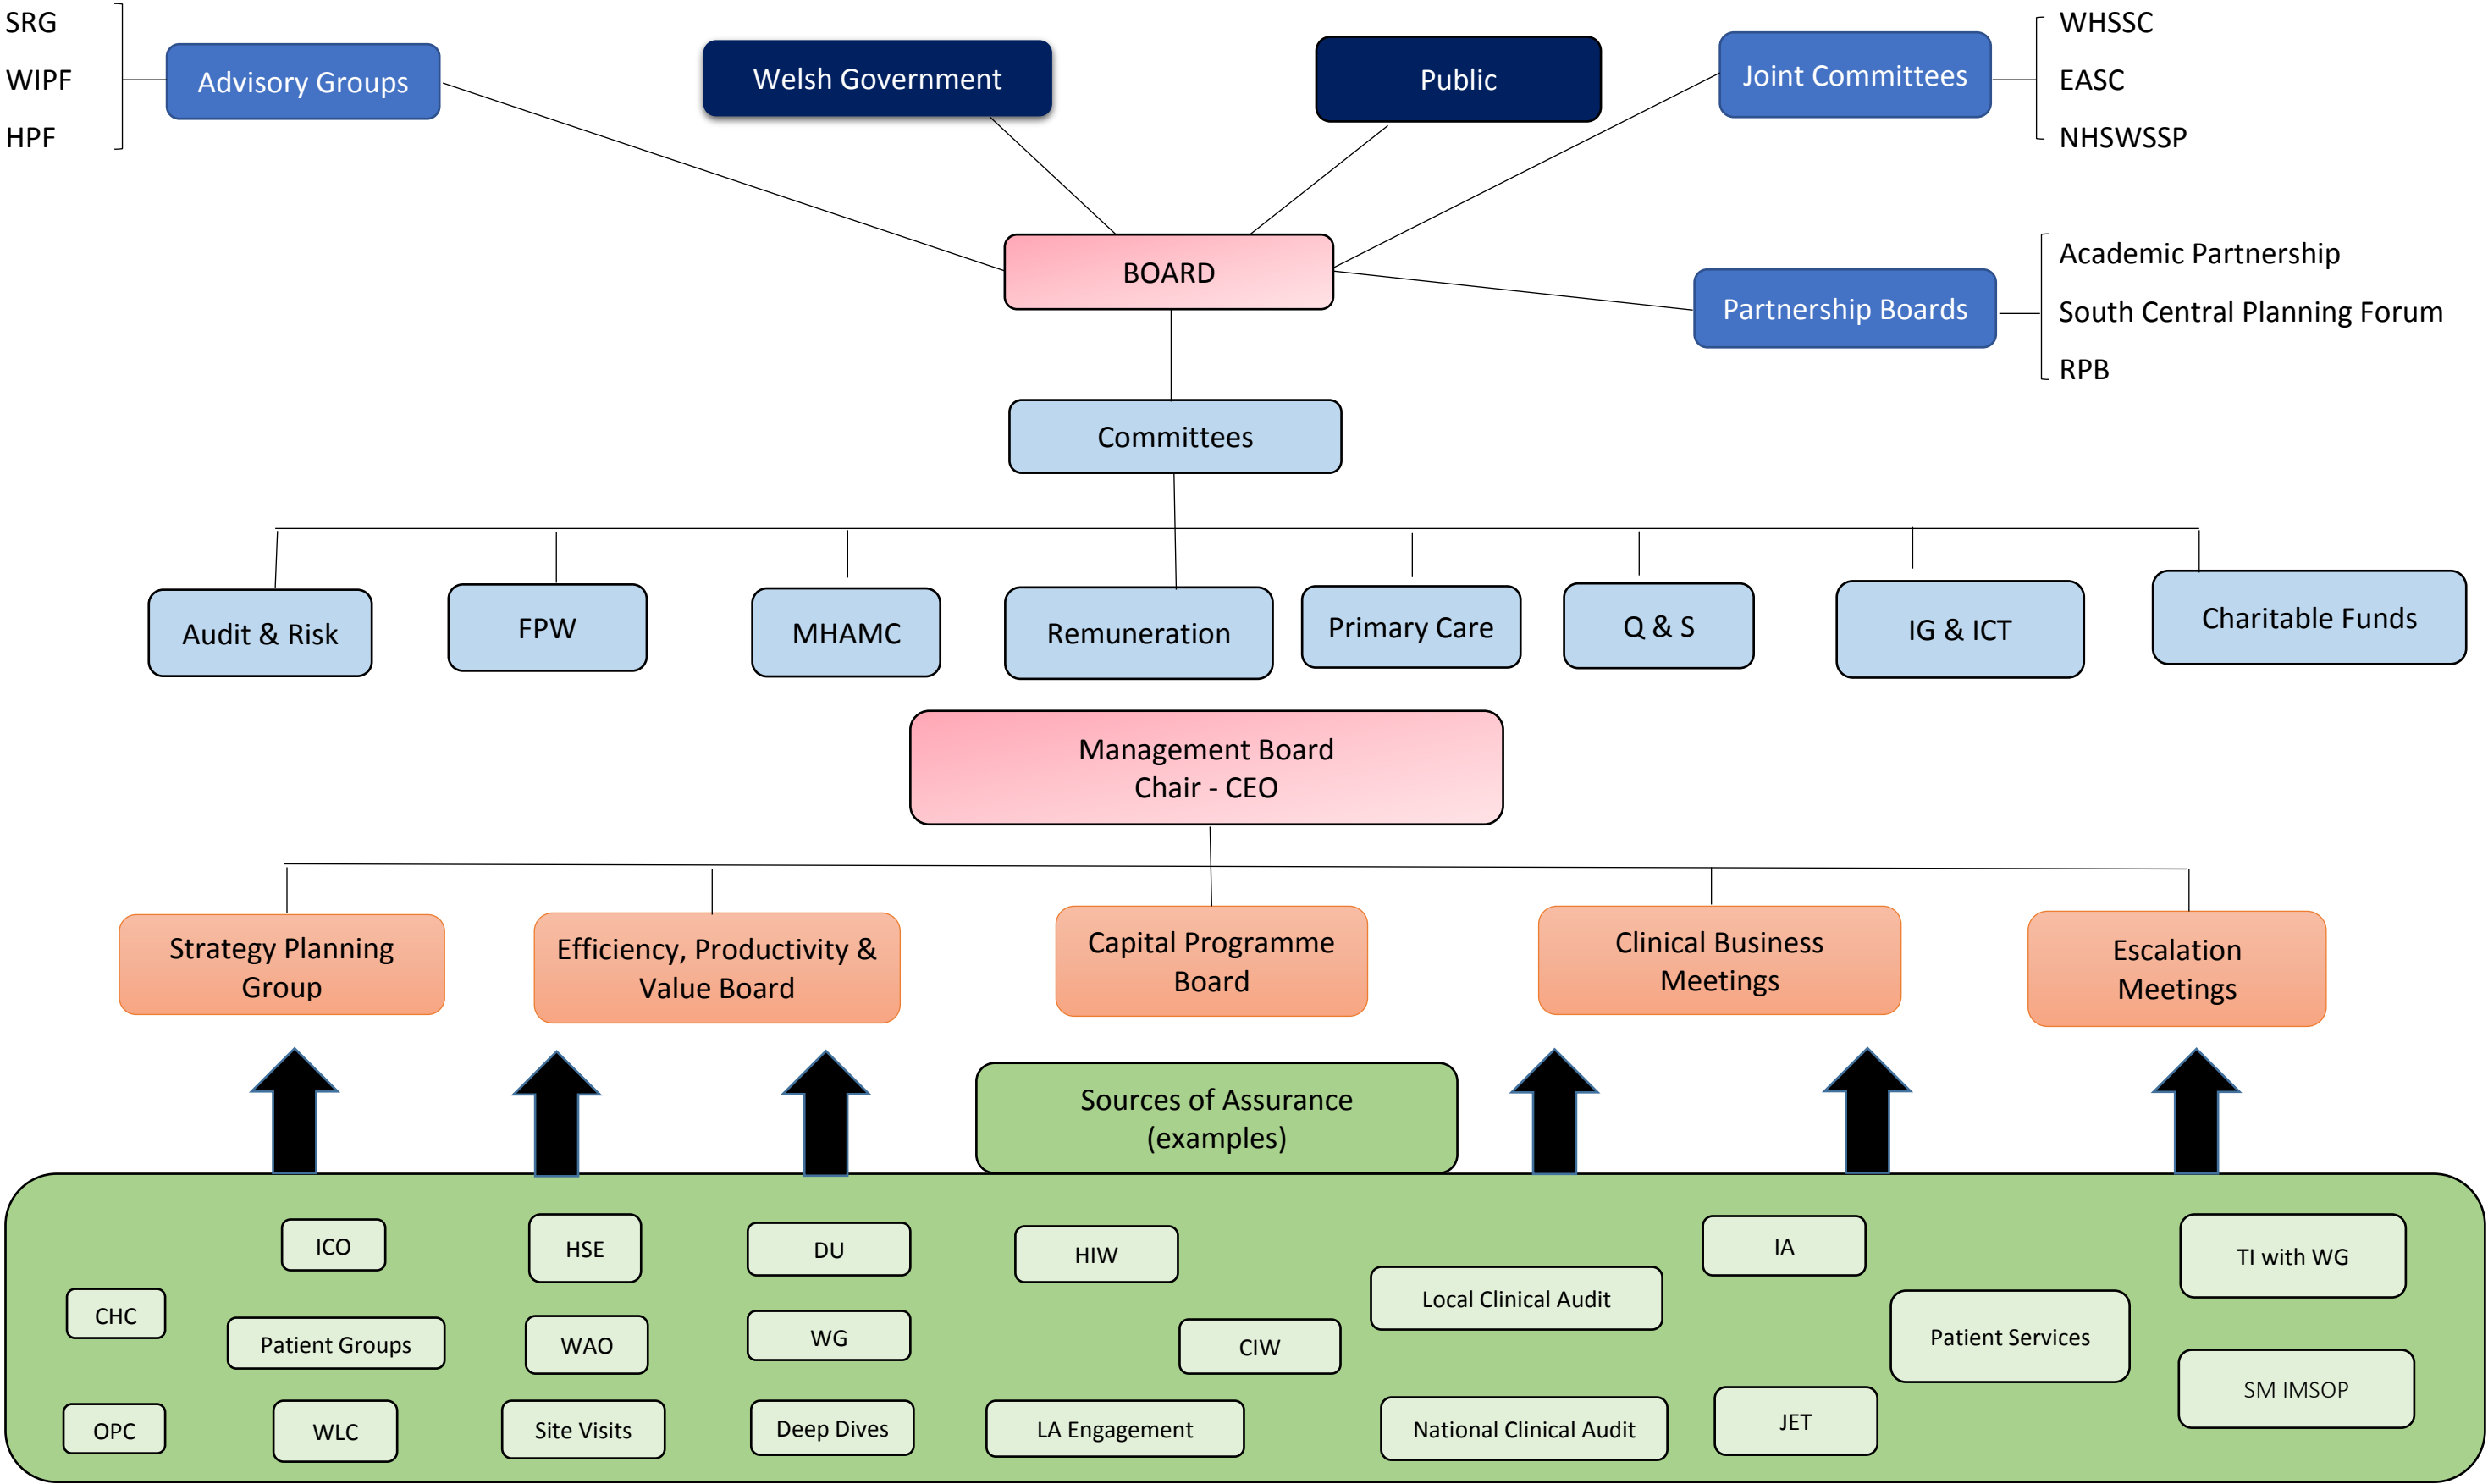 SRG
WIPF
HPF
Advisory Groups
Welsh Government
Public
Joint Committees
WHSSC
EASC
NHSWSSP
BOARD
Partnership Boards
Academic Partnership
South Central Planning Forum
RPB
Committees
Audit & Risk
FPW
MHAMC
Remuneration
Primary Care
Q & S
IG & ICT
Charitable Funds
Management Board
Chair - CEO
Strategy Planning
Group
Efficiency, Productivity &
Value Board
Capital Programme
Board
Clinical Business
Meetings
Escalation
Meetings
Sources of Assurance
(examples)
ICO
HSE
DU
HIW
IA
TI with WG
CHC
Patient Groups
WAO
WG
CIW
Local Clinical Audit
Patient Services
SM IMSOP
OPC
WLC
Site Visits
Deep Dives
LA Engagement
National Clinical Audit
JET